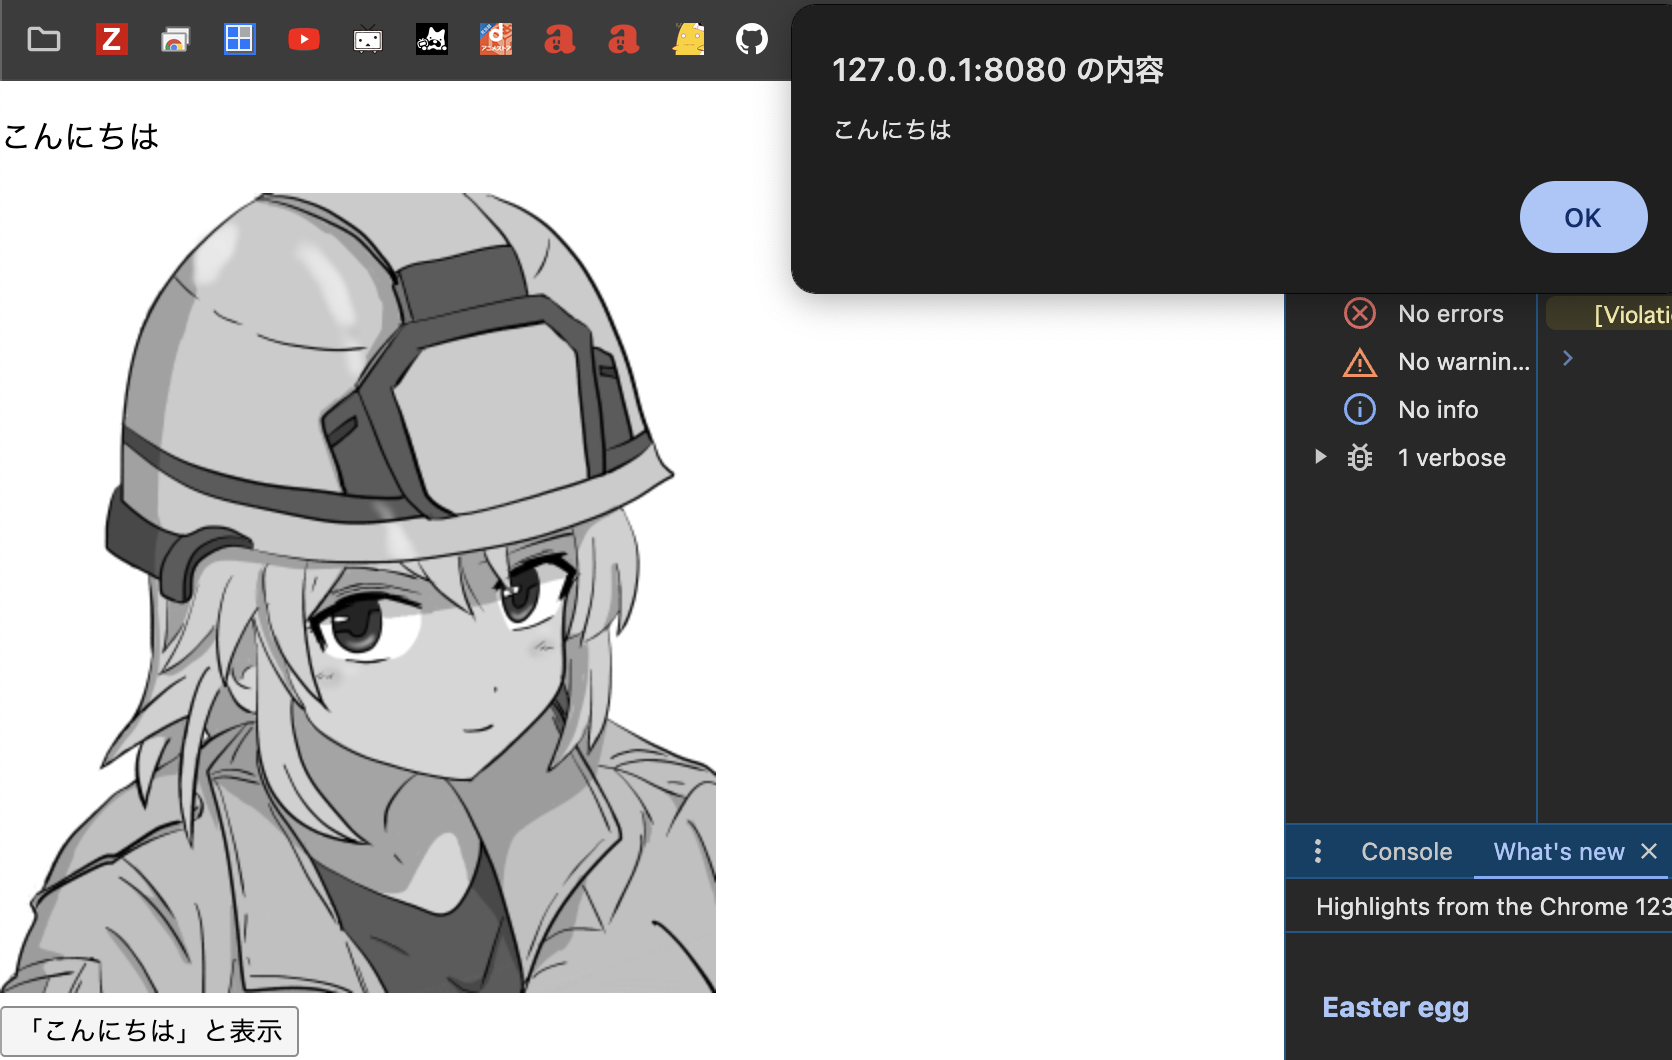 Z
127.0.0.1:8080 の内容
こんにちは
OK
こんにちは
「こんにちは」と表示
No errors
No warnin...
No info
1 verbose
[Violati
Console
What's new
Highlights from the Chrome 123
Easter egg